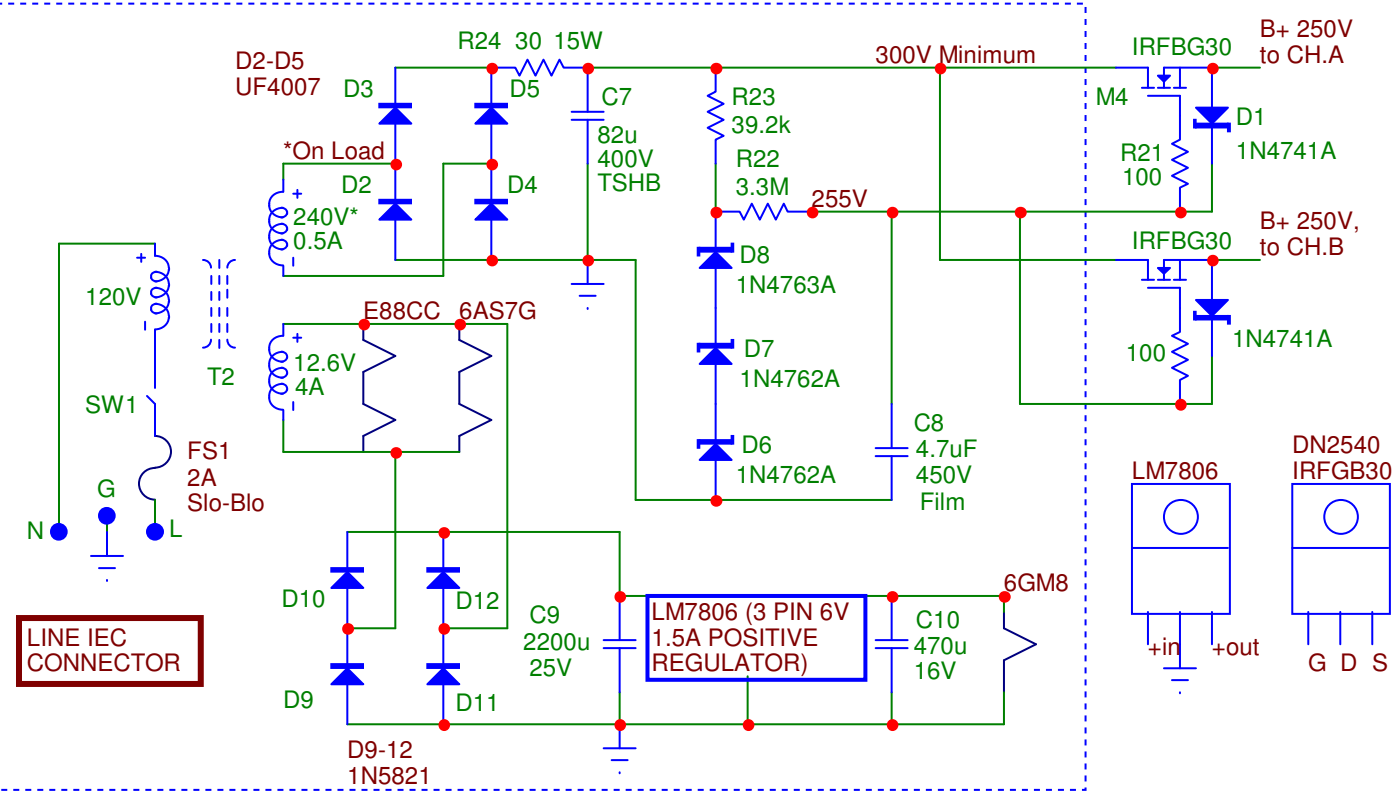 R24 30 15W
D2-D5
UF4007
D3
D5
C7
82u
400V
TSHB
*On Load
D2
D4
240V*
0.5A
+
-
300V Minimum
R23
39.2k
R22
3.3M
255V
IRFBG30
M4
B+ 250V
to CH.A
D1
1N4741A
R21
100
B+ 250V,
to CH.B
IRFBG30
1N4741A
100
D8
1N4763A
D7
1N4762A
D6
1N4762A
C8
4.7uF
450V
Film
+
120V
-
T2
SW1
FS1
2A
Slo-Blo
N
G
L
E88CC 6AS7G
+
12.6V
4A
-
LINE IEC
CONNECTOR
D10
D12
D9
D11
D9-12
1N5821
C9
2200u
25V
LM7806 (3 PIN 6V
1.5A POSITIVE
REGULATOR)
C10
470u
16V
6GM8
LM7806
+in
+out
DN2540
IRFGB30
G D S